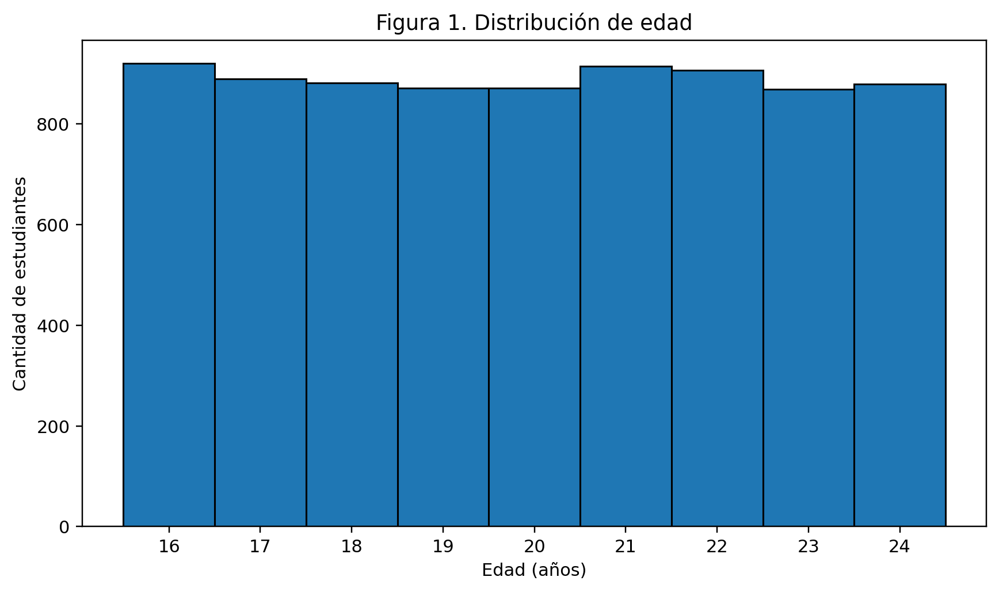 Figura 1. Distribución de edad
Cantidad de estudiantes
800
600
400
200
0
16 17 18 19 20 21 22 23 24
Edad (años)